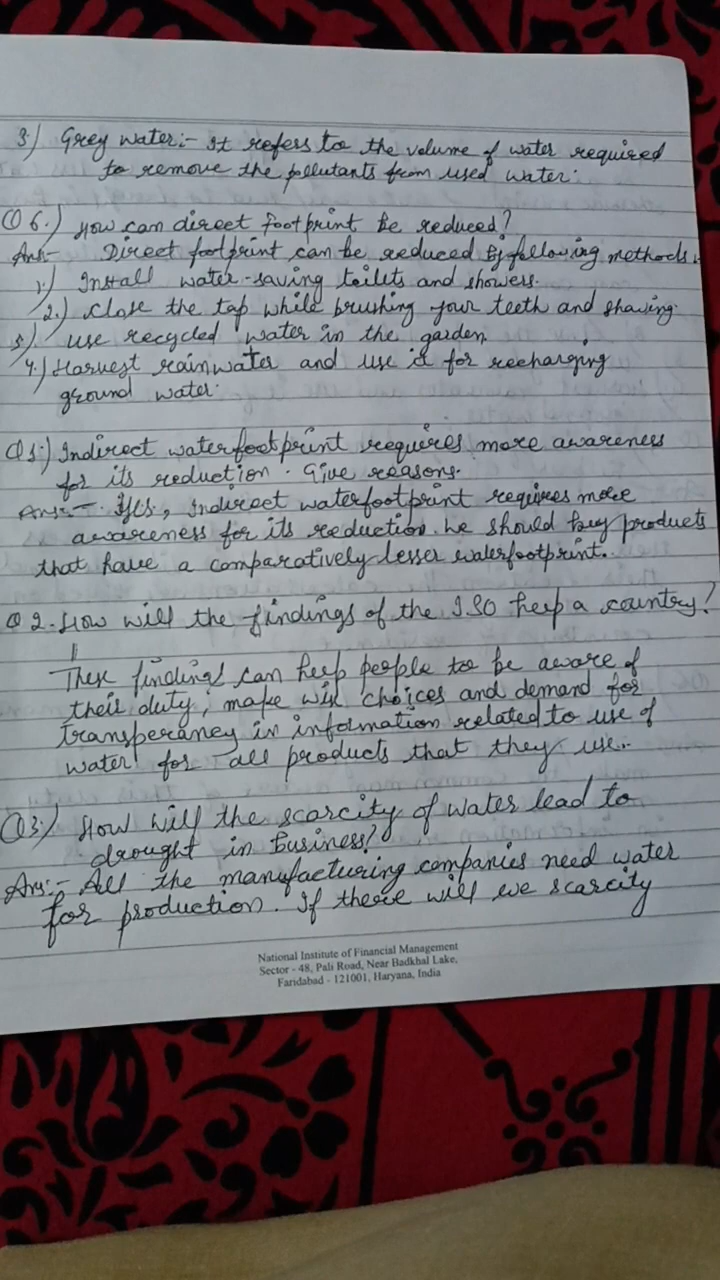 3.) Grey water:- It refers to the volume of water required
to remove the pollutants from used water.
Q 6.) How can direct footprint be reduced?
Ans- Direct footprint can be reduced by following methods.
1.) Install water-saving toilets and showers.
2.) Close the tap while brushing your teeth and shaving.
3) use recycled water in the garden.
4.) Harvest rainwater and use it for recharging
ground water.
Q1.) Indirect waterfootprint requires more awareness
for its reduction. Give reasons.
Ans:- Yes, Indirect waterfootprint requires more
awareness for its reduction. We should buy products
that have a comparatively lesser waterfootprint.
Q 2. How will the findings of the ISO help a country?
These findings can help people to be aware of
their duty, make wise choices and demand for
transperancy in information related to use of
water for all products that they use.
Q3.) How will the scarcity of water lead to
drought in business?
Ans:- All the manufacturing companies need water
for production. If there will we scarcity
National Institute of Financial Management
Sector - 48, Pali Road, Near Badkhal Lake,
Faridabad - 121001, Haryana, India